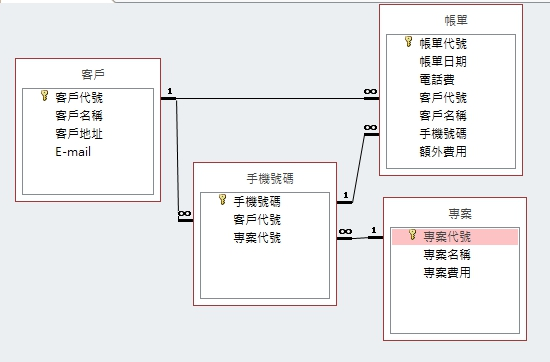 客戶
客戶代號
客戶名稱
客戶地址
E-mail
1
∞
帳單
帳單代號
帳單日期
電話費
客戶代號
客戶名稱
手機號碼
額外費用
∞
∞
手機號碼
手機號碼
客戶代號
專案代號
1
∞
1
專案
專案代號
專案名稱
專案費用